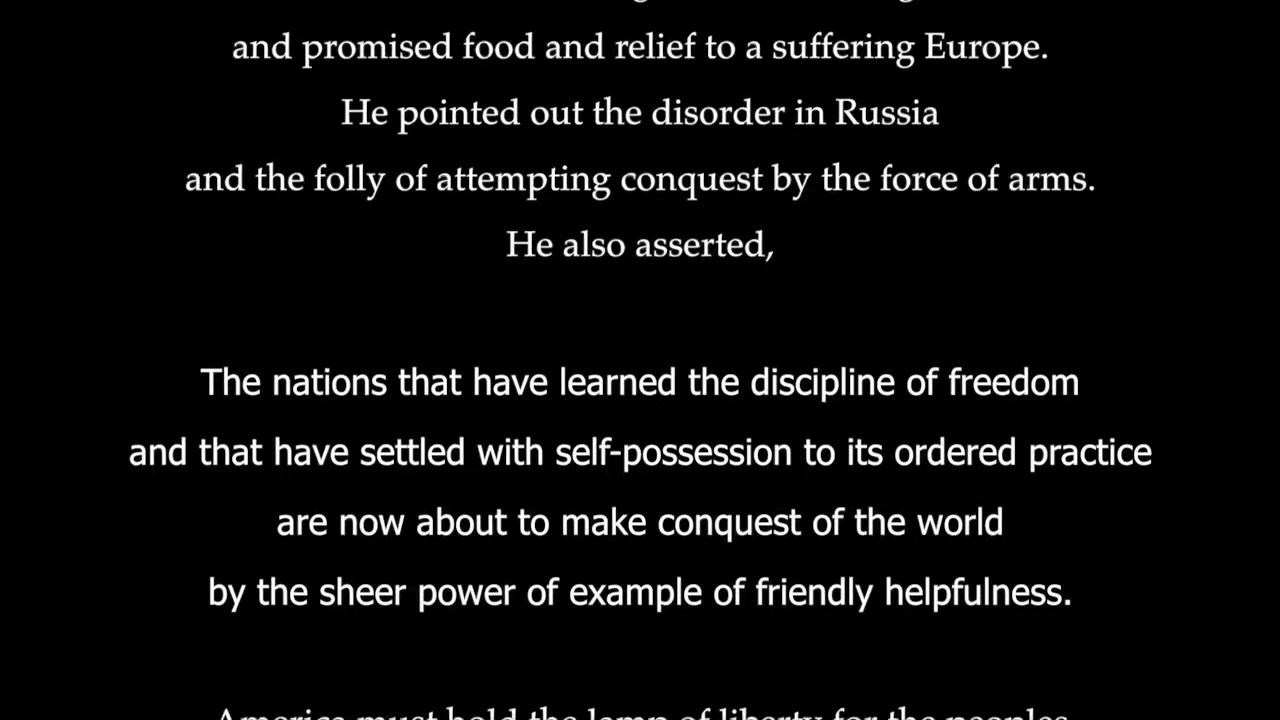 and promised food and relief to a suffering Europe.
He pointed out the disorder in Russia
and the folly of attempting conquest by the force of arms.
He also asserted,
The nations that have learned the discipline of freedom
and that have settled with self-possession to its ordered practice
are now about to make conquest of the world
by the sheer power of example of friendly helpfulness.
America must hold the lamp of liberty for the peoples